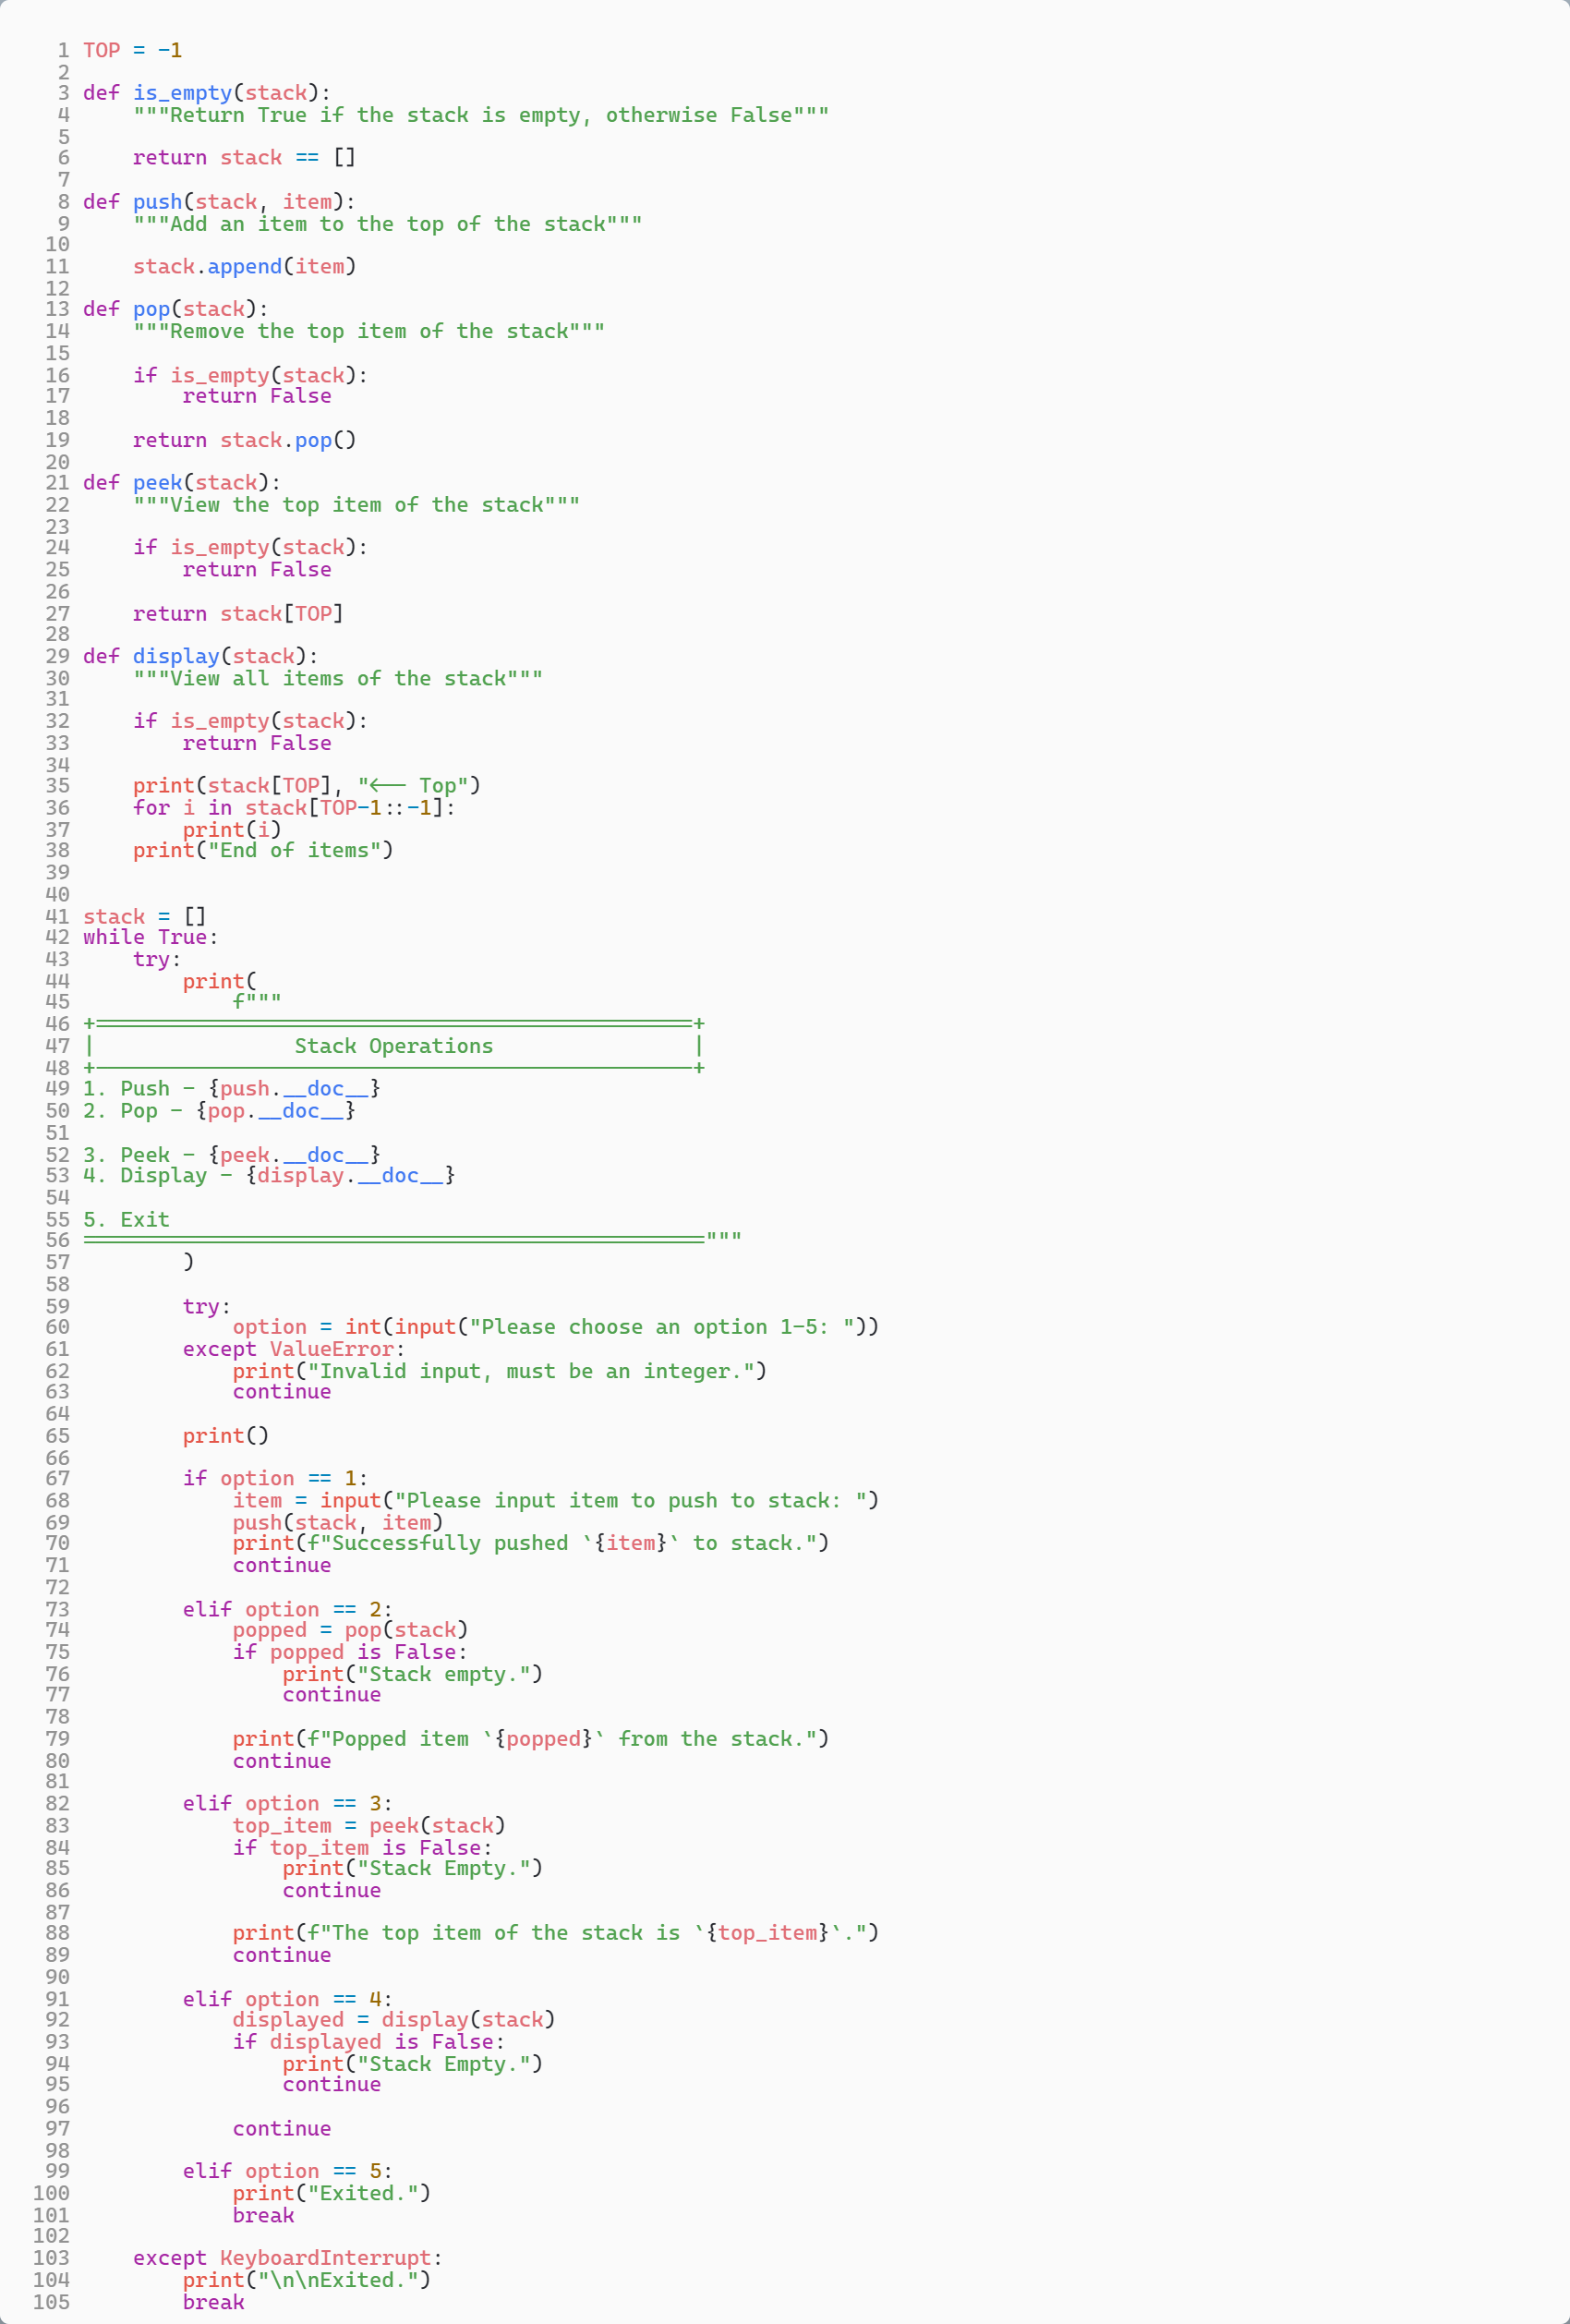 1 TOP = -1
2
3 def is_empty(stack):
4     """Return True if the stack is empty, otherwise False"""
5
6     return stack == []
7
8 def push(stack, item):
9     """Add an item to the top of the stack"""
10
11     stack.append(item)
12
13 def pop(stack):
14     """Remove the top item of the stack"""
15
16     if is_empty(stack):
17         return False
18
19     return stack.pop()
20
21 def peek(stack):
22     """View the top item of the stack"""
23
24     if is_empty(stack):
25         return False
26
27     return stack[TOP]
28
29 def display(stack):
30     """View all items of the stack"""
31
32     if is_empty(stack):
33         return False
34
35     print(stack[TOP], "<-- Top")
36     for i in stack[TOP-1::-1]:
37         print(i)
38     print("End of items")
39
40
41 stack = []
42 while True:
43     try:
44         print(
45             f"""
46 +================================================+
47 |                Stack Operations                |
48 +------------------------------------------------+
49 1. Push - {push.__doc__}
50 2. Pop - {pop.__doc__}
51
52 3. Peek - {peek.__doc__}
53 4. Display - {display.__doc__}
54
55 5. Exit
56 =================================================="""
57         )
58
59         try:
60             option = int(input("Please choose an option 1-5: "))
61         except ValueError:
62             print("Invalid input, must be an integer.")
63             continue
64
65         print()
66
67         if option == 1:
68             item = input("Please input item to push to stack: ")
69             push(stack, item)
70             print(f"Successfully pushed `{item}` to stack.")
71             continue
72
73         elif option == 2:
74             popped = pop(stack)
75             if popped is False:
76                 print("Stack empty.")
77                 continue
78
79             print(f"Popped item `{popped}` from the stack.")
80             continue
81
82         elif option == 3:
83             top_item = peek(stack)
84             if top_item is False:
85                 print("Stack Empty.")
86                 continue
87
88             print(f"The top item of the stack is `{top_item}`.")
89             continue
90
91         elif option == 4:
92             displayed = display(stack)
93             if displayed is False:
94                 print("Stack Empty.")
95                 continue
96
97             continue
98
99         elif option == 5:
100             print("Exited.")
101             break
102
103     except KeyboardInterrupt:
104         print("\n\nExited.")
105         break